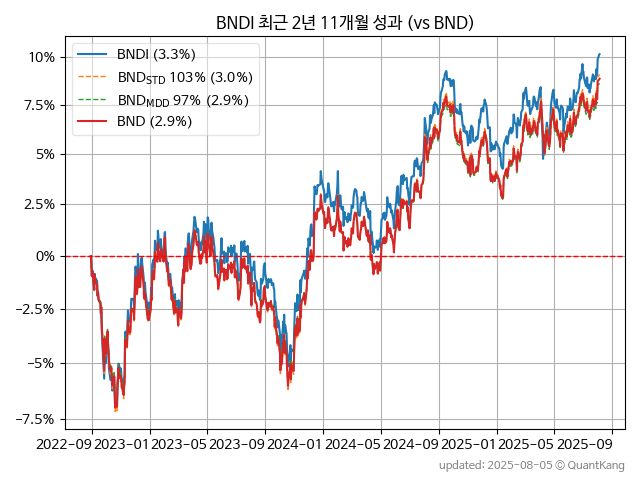 BNDI 최근 2년 11개월 성과 (vs BND)
BNDI (3.3%)
BND_STD 103% (3.0%)
BND_MDD 97% (2.9%)
BND (2.9%)
10%
7.5%
5%
2.5%
0%
−2.5%
−5%
−7.5%
2022-09 2023-01 2023-05 2023-09 2024-01 2024-05 2024-09 2025-01 2025-05 2025-09
updated: 2025-08-05 © QuantKang